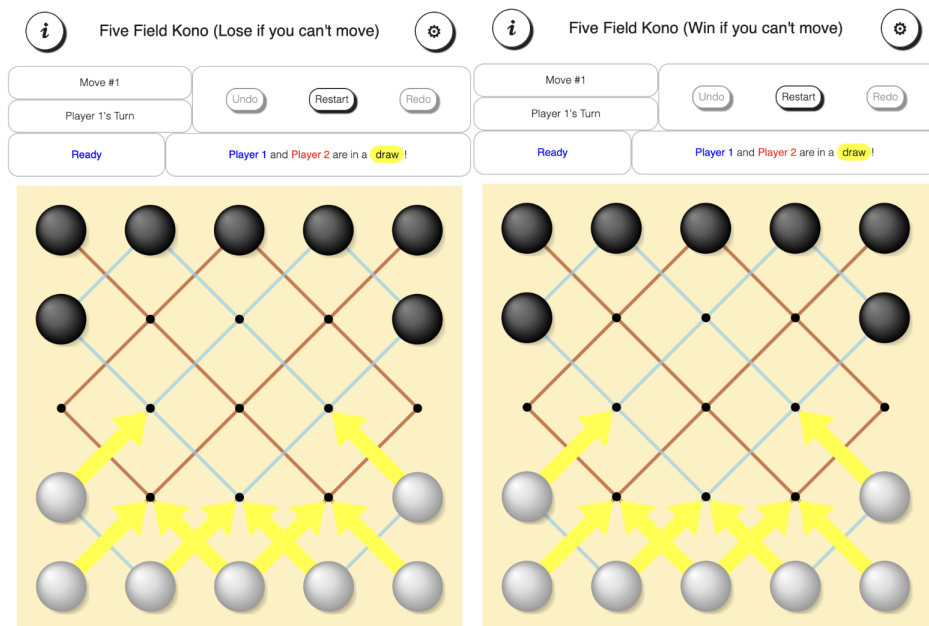 i
Five Field Kono (Lose if you can't move)
Move #1
Player 1's Turn
Undo
Restart
Redo
Ready
Player 1 and Player 2 are in a draw !
i
Five Field Kono (Win if you can't move)
Move #1
Player 1's Turn
Undo
Restart
Redo
Ready
Player 1 and Player 2 are in a draw !